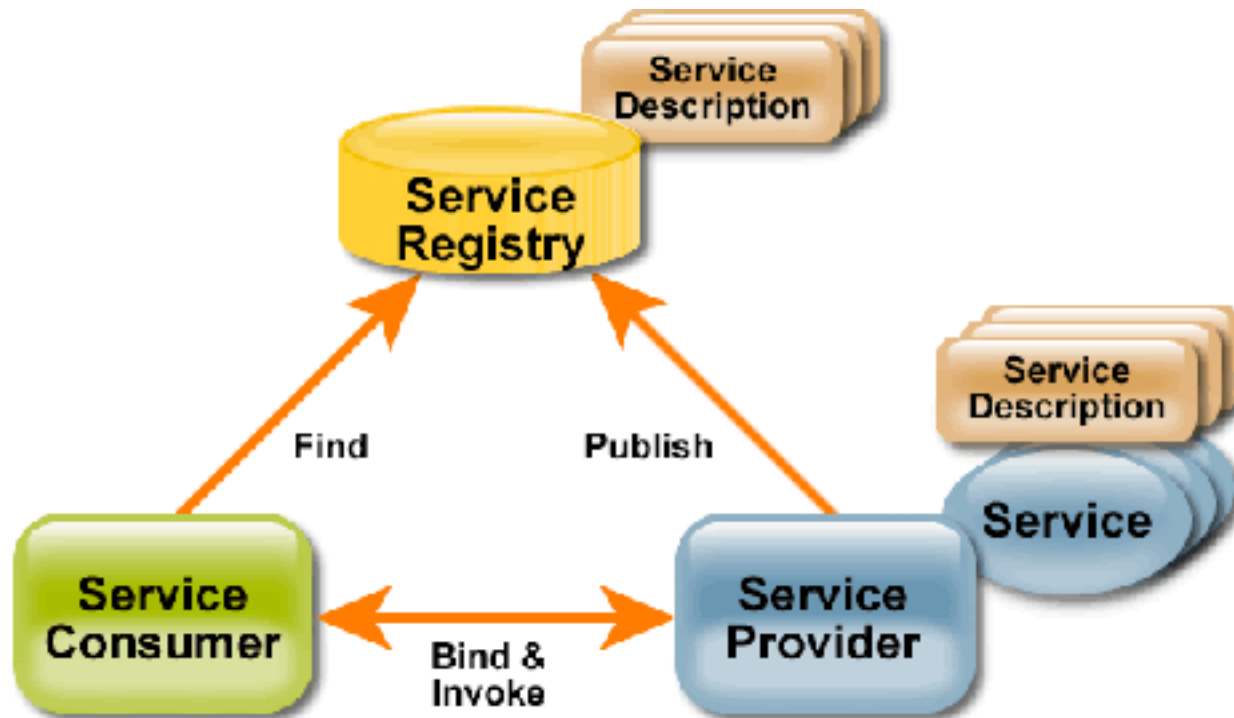 Service
Description
Service
Registry
Service
Description
Find
Publish
Service
Service
Consumer
Bind &
Invoke
Service
Provider